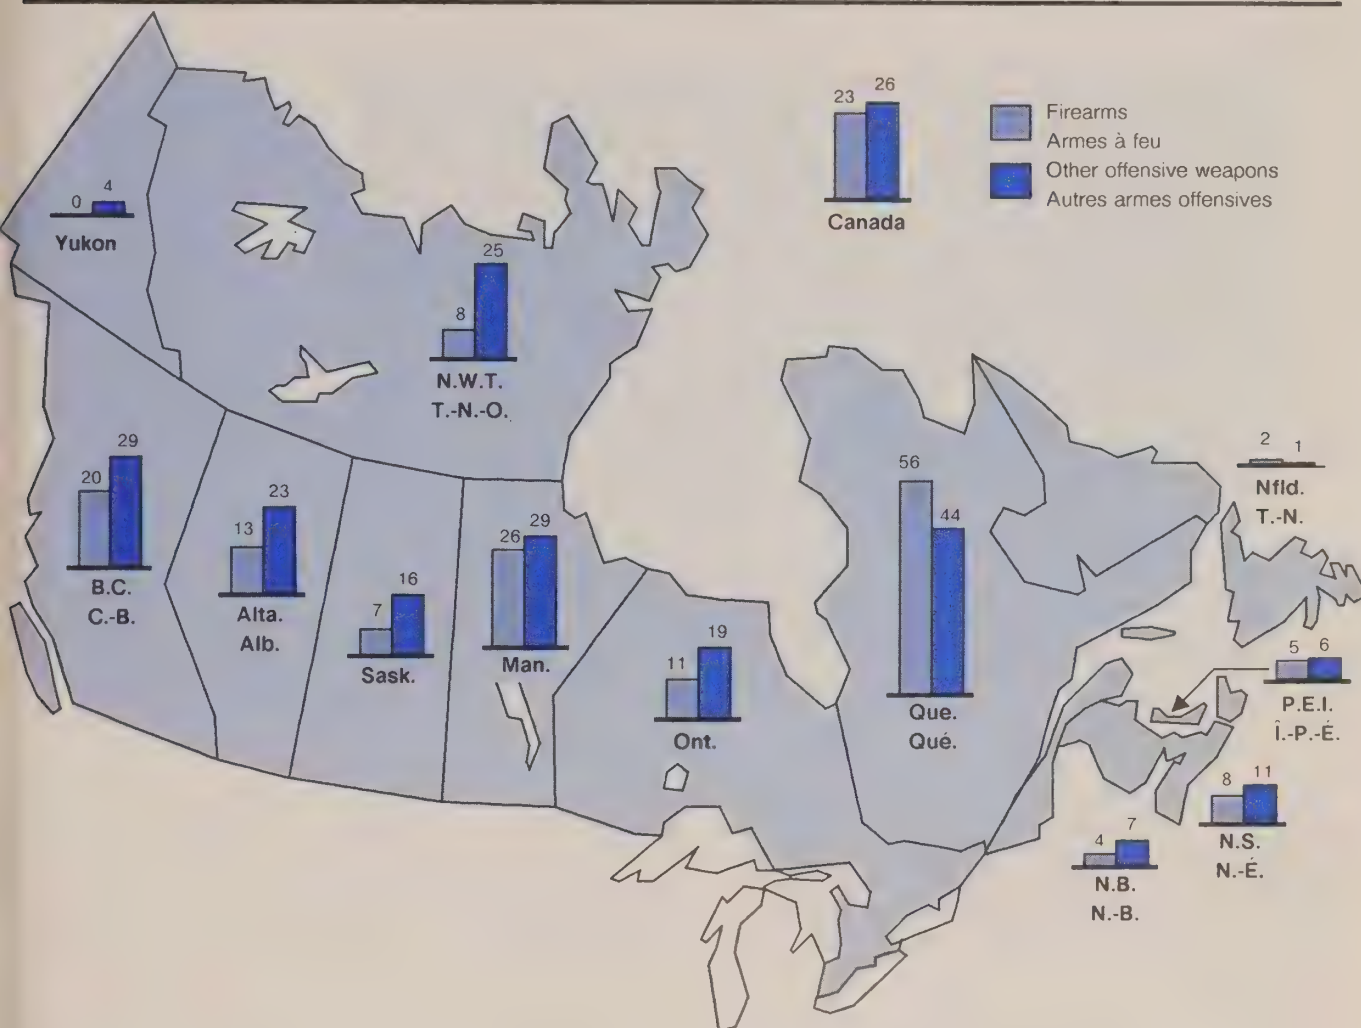 23 26
Canada
Firearms
Armes à feu
Other offensive weapons
Autres armes offensives
0 4
Yukon
8 25
N.W.T.
T.-N.-O.
20 29
B.C.
C.-B.
13 23
Alta.
Alb.
7 16
Sask.
26 29
Man.
11 19
Ont.
56 44
Que.
Qué.
2 1
Nfld.
T.-N.
5 6
P.E.I.
Î.-P.-É.
8 11
N.S.
N.-É.
4 7
N.B.
N.-B.